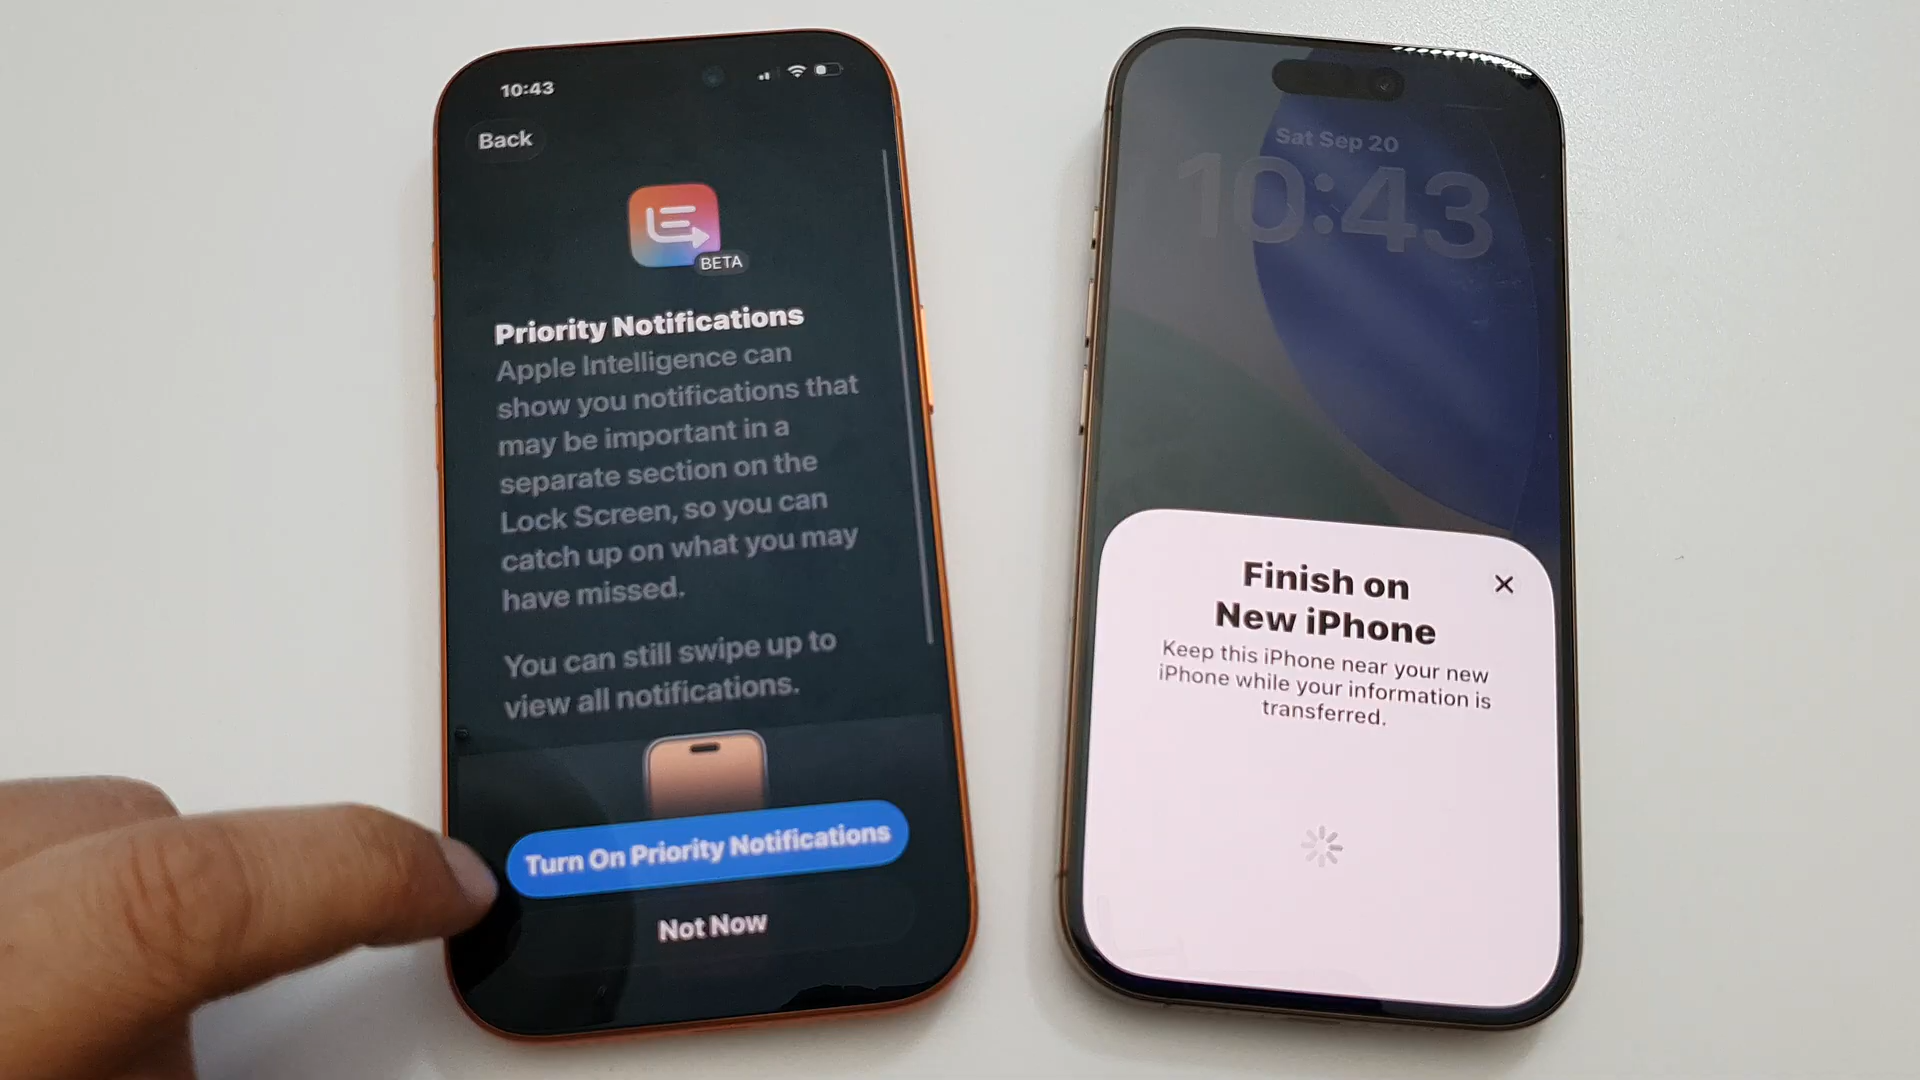 10:43
Back
BETA
Priority Notifications
Apple Intelligence can
show you notifications that
may be important in a
separate section on the
Lock Screen, so you can
catch up on what you may
have missed.
You can still swipe up to
view all notifications.
Turn On Priority Notifications
Not Now
Sat Sep 20
10:43
Finish on
New iPhone
Keep this iPhone near your new
iPhone while your information is
transferred.